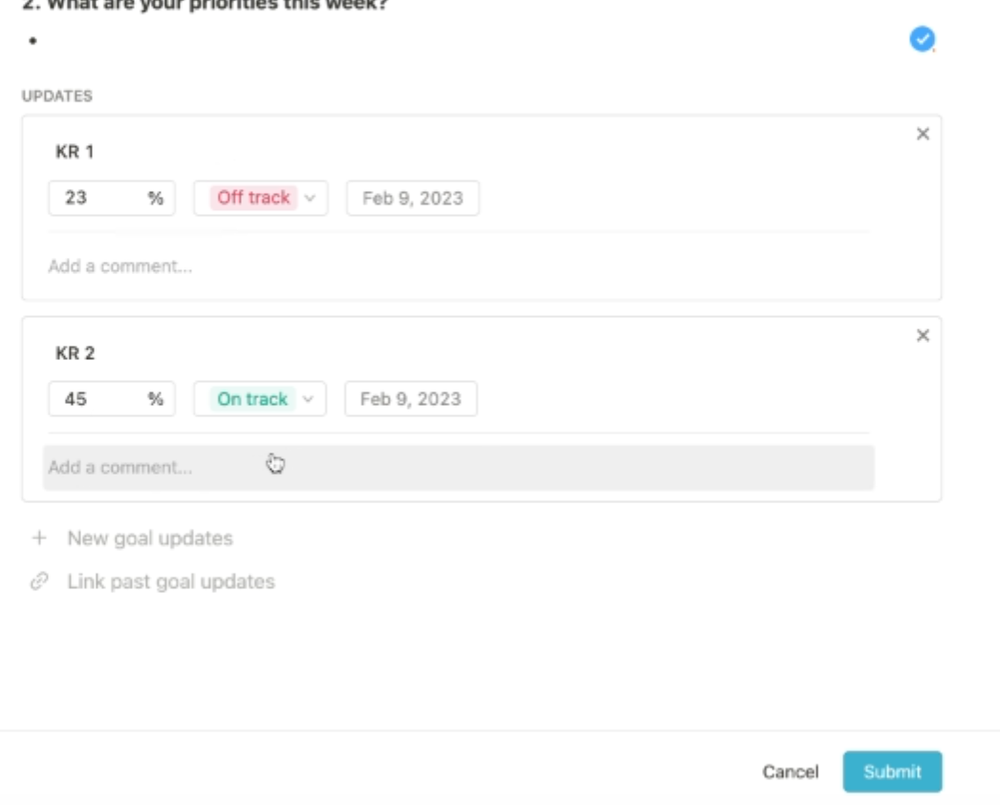 2. What are your priorities this week?
•
UPDATES
KR 1
23 % Off track Feb 9, 2023
Add a comment...
KR 2
45 % On track Feb 9, 2023
Add a comment...
+ New goal updates
Link past goal updates
Cancel Submit